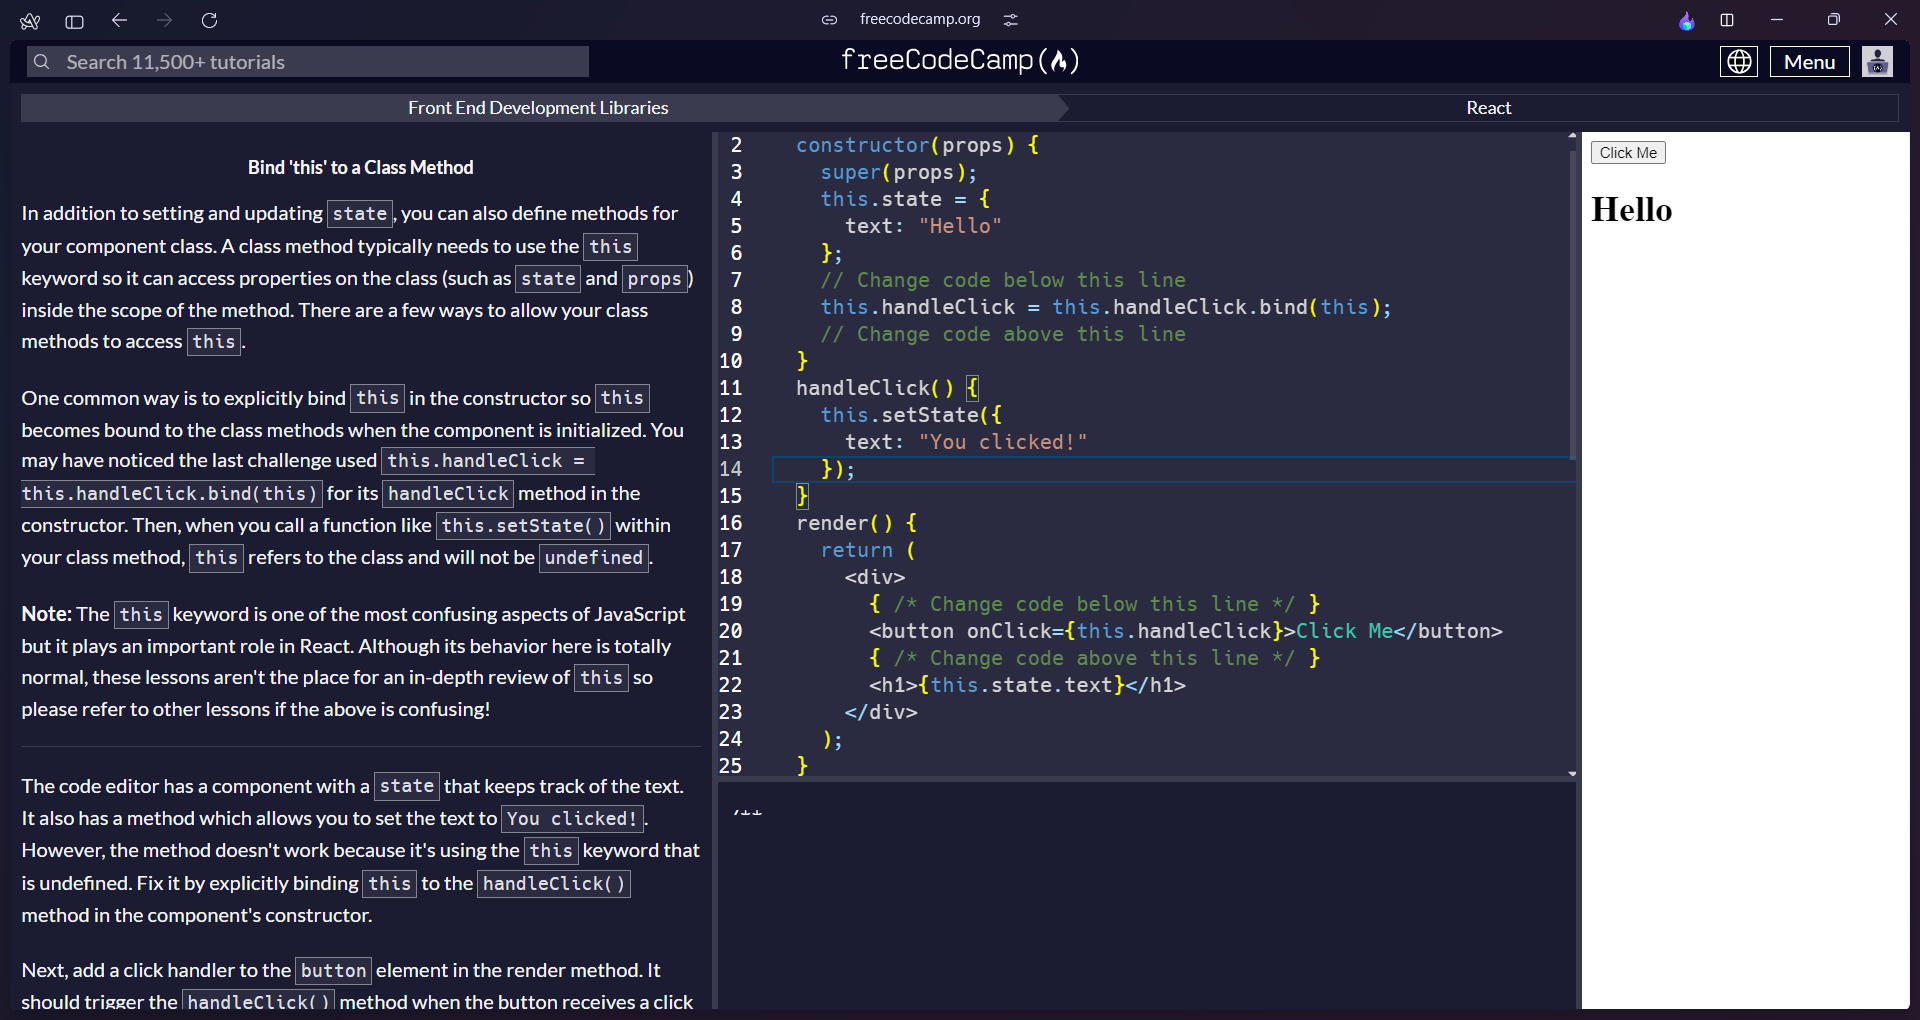 freecodecamp.org
Search 11,500+ tutorials
freeCodeCamp(🔥)
Menu
Front End Development Libraries
React
Bind 'this' to a Class Method
In addition to setting and updating state, you can also define methods for
your component class. A class method typically needs to use the this
keyword so it can access properties on the class (such as state and props)
inside the scope of the method. There are a few ways to allow your class
methods to access this.
One common way is to explicitly bind this in the constructor so this
becomes bound to the class methods when the component is initialized. You
may have noticed the last challenge used this.handleClick =
this.handleClick.bind(this) for its handleClick method in the
constructor. Then, when you call a function like this.setState() within
your class method, this refers to the class and will not be undefined.
Note: The this keyword is one of the most confusing aspects of JavaScript
but it plays an important role in React. Although its behavior here is totally
normal, these lessons aren't the place for an in-depth review of this so
please refer to other lessons if the above is confusing!
The code editor has a component with a state that keeps track of the text.
It also has a method which allows you to set the text to You clicked!.
However, the method doesn't work because it's using the this keyword that
is undefined. Fix it by explicitly binding this to the handleClick()
method in the component's constructor.
Next, add a click handler to the button element in the render method. It
should trigger the handleClick() method when the button receives a click
2 constructor(props) {
3 super(props);
4 this.state = {
5 text: "Hello"
6 };
7 // Change code below this line
8 this.handleClick = this.handleClick.bind(this);
9 // Change code above this line
10 }
11 handleClick() {
12 this.setState({
13 text: "You clicked!"
14 });
15 }
16 render() {
17 return (
18 <div>
19 { /* Change code below this line */ }
20 <button onClick={this.handleClick}>Click Me</button>
21 { /* Change code above this line */ }
22 <h1>{this.state.text}</h1>
23 </div>
24 );
25 }
Click Me
Hello